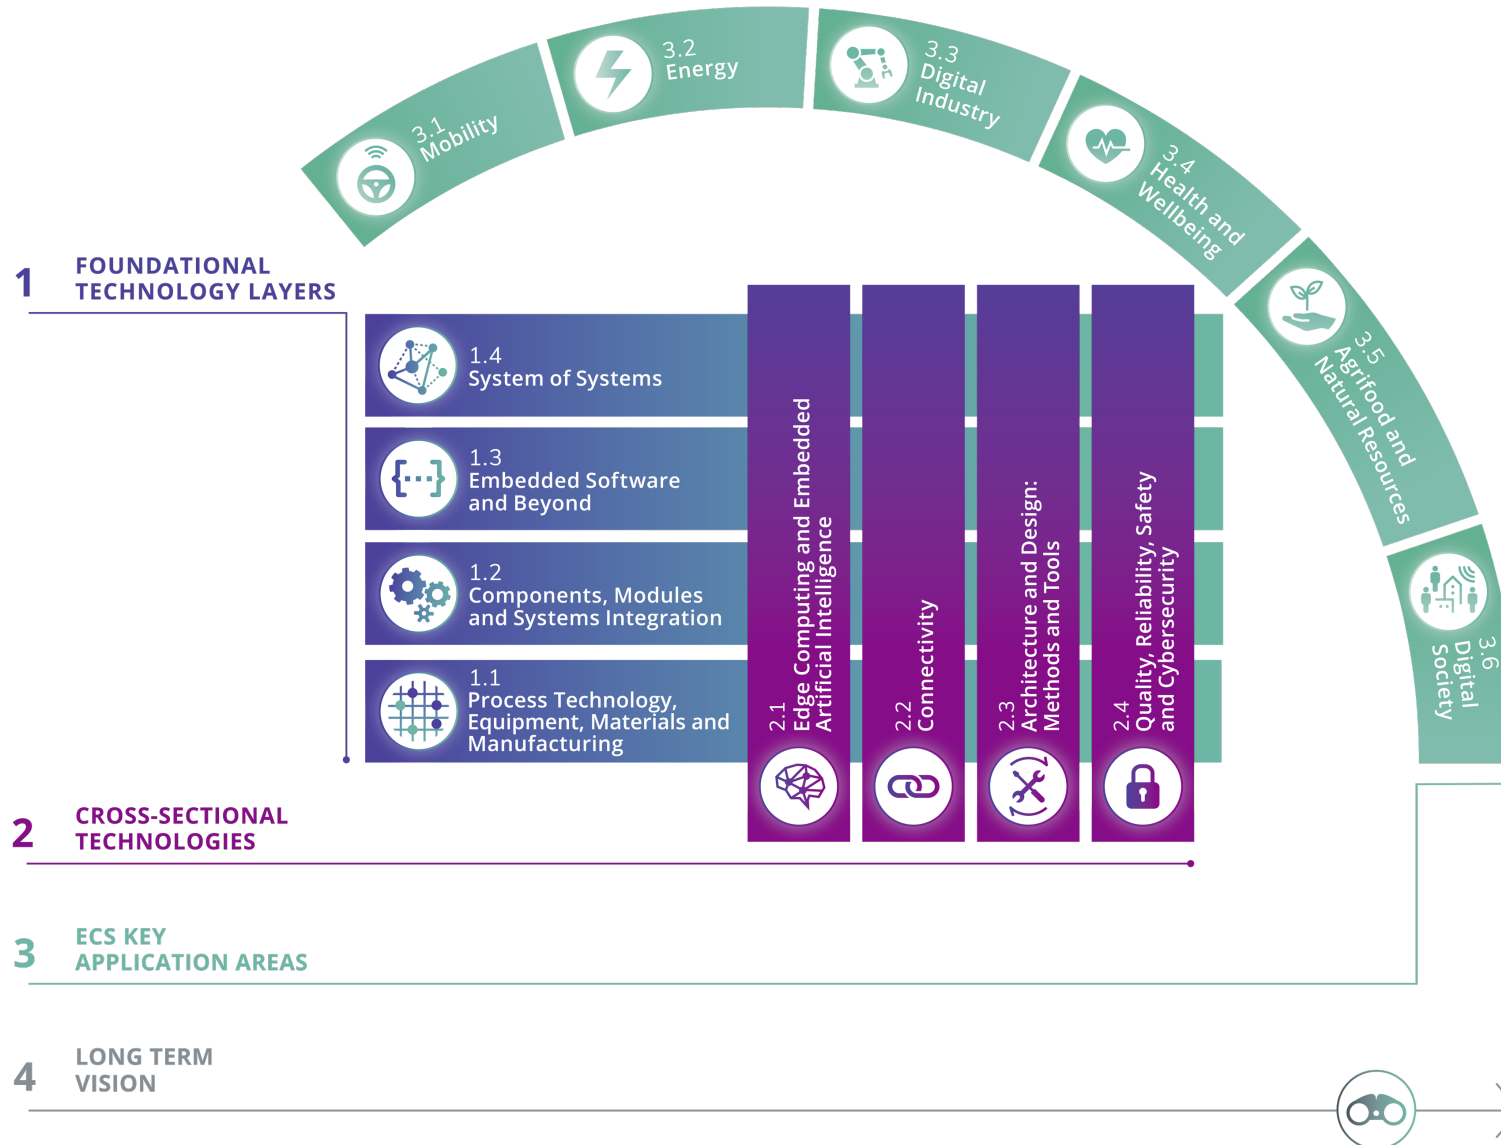 3.1
Mobility
3.2
Energy
3.3
Digital
Industry
3.4
Health and
Wellbeing
3.5
Agrifood and
Natural Resources
3.6
Digital
Society
1
FOUNDATIONAL
TECHNOLOGY LAYERS
1.4
System of Systems
1.3
Embedded Software
and Beyond
1.2
Components, Modules
and Systems Integration
1.1
Process Technology,
Equipment, Materials and
Manufacturing
2.1
Edge Computing and Embedded
Artificial Intelligence
2.2
Connectivity
2.3
Architecture and Design:
Methods and Tools
2.4
Quality, Reliability, Safety
and Cybersecurity
2
CROSS-SECTIONAL
TECHNOLOGIES
3
ECS KEY
APPLICATION AREAS
4
LONG TERM
VISION